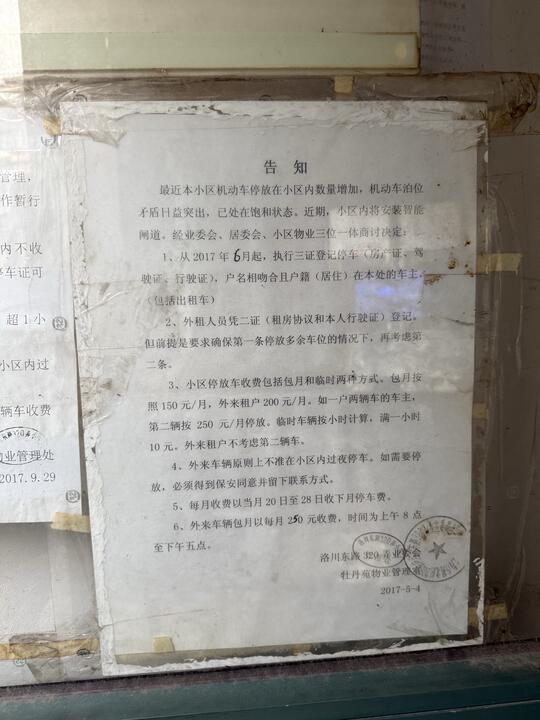 管理，
作暂行
内不收
停车证可
超1小
小区内过
辆车收费
物业管理处
2017.9.29
告 知
最近本小区机动车停放在小区内数量增加，机动车泊位
矛盾日益突出，已处在饱和状态。近期，小区内将安装智能
闸道。经业委会、居委会、小区物业三位一体商讨决定：
1、从2017年6月起，执行三证登记停车（房产证、驾
驶证、行驶证），户名相吻合且户籍（居住）在本处的车主。
（包括出租车）
2、外租人员凭二证（租房协议和本人行驶证）登记。
但前提是要求确保第一条停放多余车位的情况下，再考虑第
二条。
3、小区停放车收费包括包月和临时两种方式。包月按
照150元/月，外来租户200元/月。如一户两辆车的车主，
第二辆按250元/月停放。临时车辆按小时计算，满一小时
10元。外来租户不考虑第二辆车。
4、外来车辆原则上不准在小区内过夜停车。如需要停
放，必须得到保安同意并留下联系方式。
5、每月收费以当月20日至28日收下月停车费。
6、外来车辆包月以每月250元收费，时间为上午8点
至下午五点。
洛川东路320弄业
牡丹苑物业管理
2017-5-4